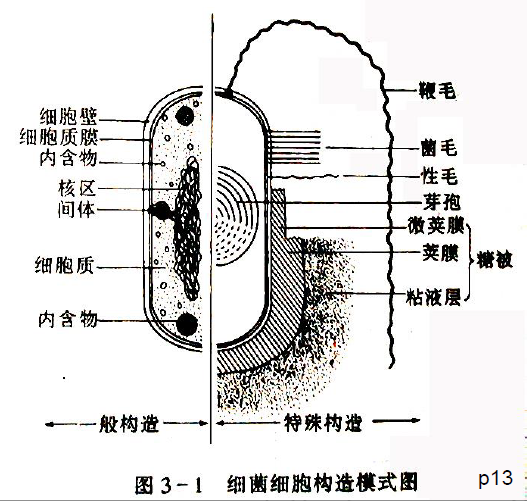 鞭毛
细胞壁
细胞质膜
菌毛
内含物
性毛
核区
芽孢
间体
微荚膜
荚膜
糖被
细胞质
粘液层
内含物
一般构造
特殊构造
图3-1 细菌细胞构造模式图
p13